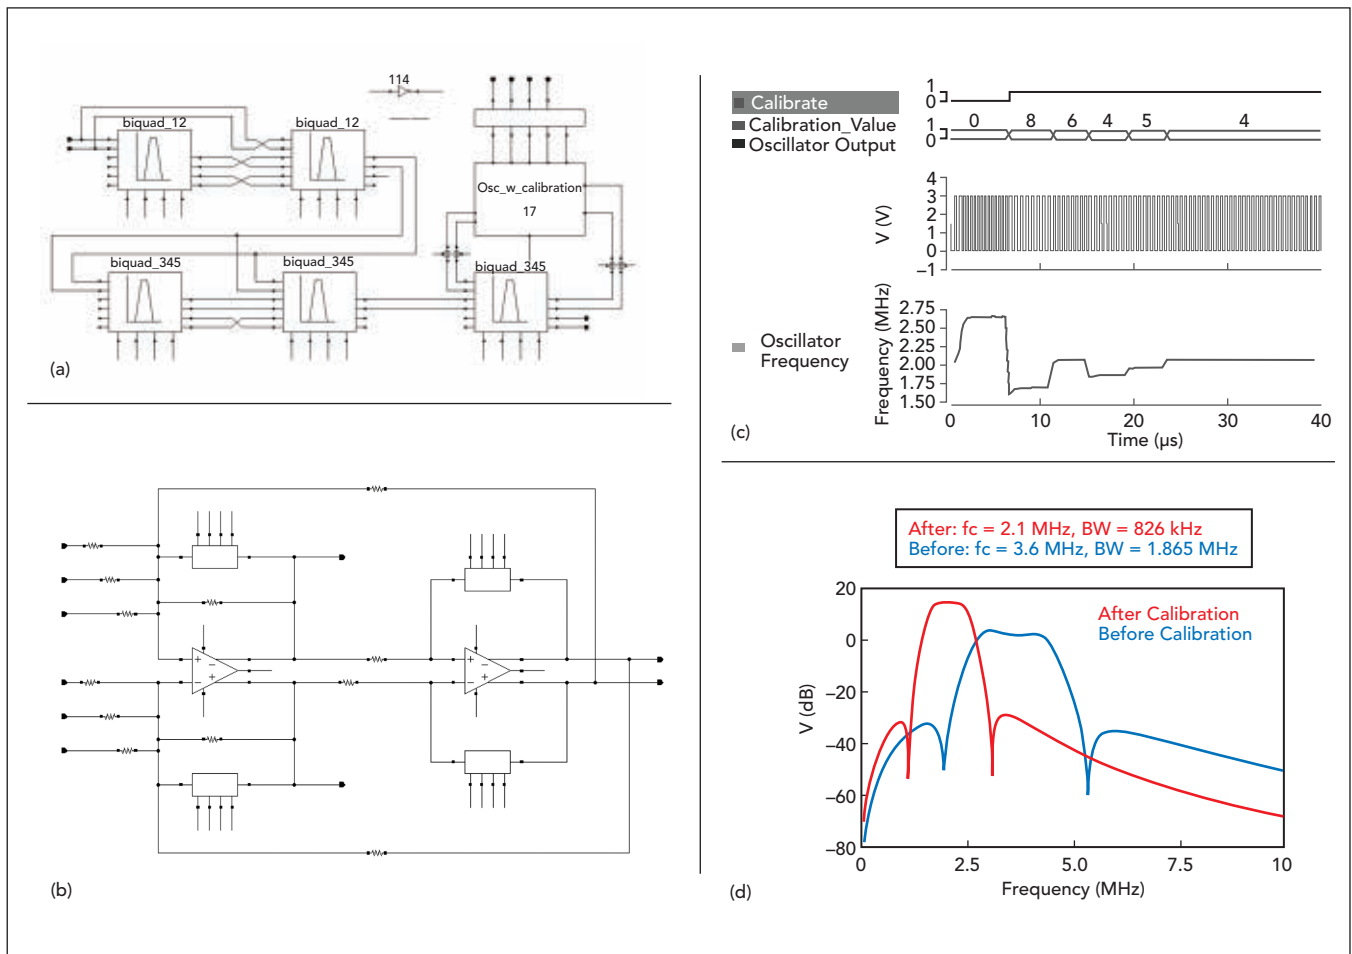 114
biquad_12
biquad_12
Osc_w_calibration
17
biquad_345
biquad_345
biquad_345
(a)
(b)
Calibrate
Calibration_Value
Oscillator Output
1
0
1
0
0 8 6 4 5 4
V (V)
4
3
2
1
0
–1
Oscillator
Frequency
Frequency (MHz)
2.75
2.50
2.25
2.00
1.75
1.50
0 10 20 30 40
Time (µs)
(c)
After: fc = 2.1 MHz, BW = 826 kHz
Before: fc = 3.6 MHz, BW = 1.865 MHz
After Calibration
Before Calibration
V (dB)
20
0
–20
–40
–60
–80
0 2.5 5.0 7.5 10
Frequency (MHz)
(d)